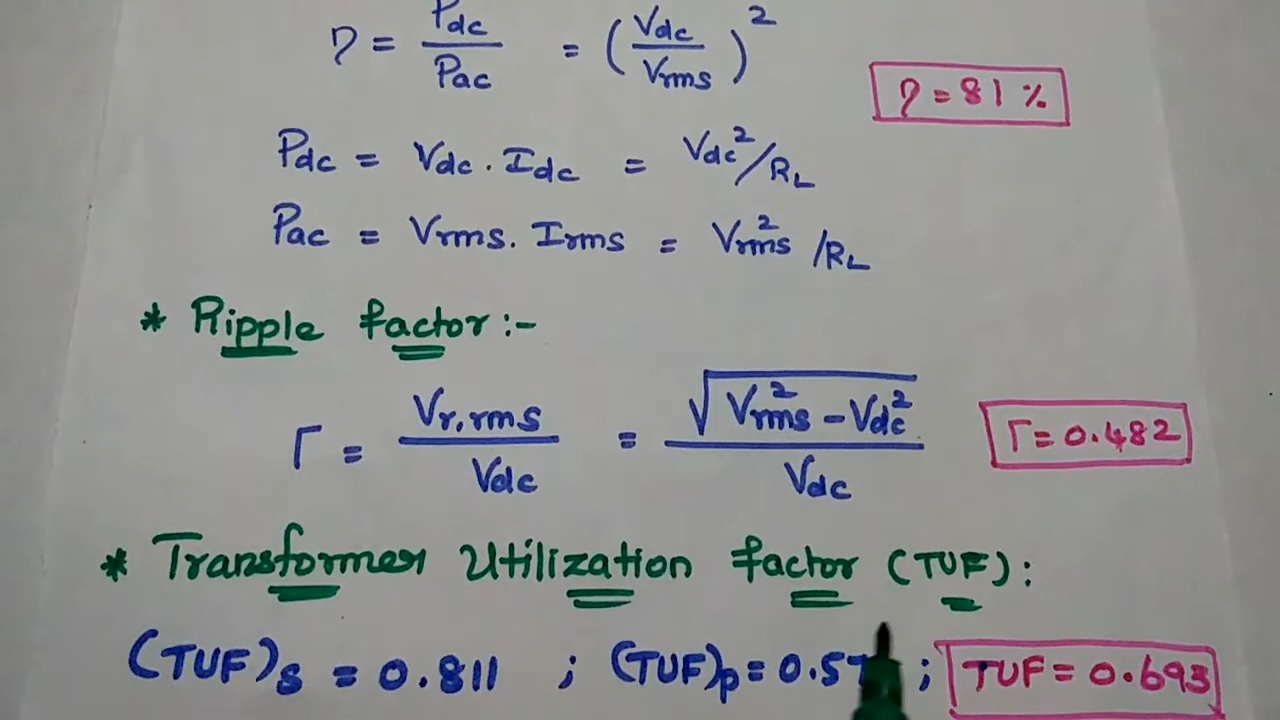 η = Pdc/Pac = (Vdc/Vrms)²
η = 81 %
Pdc = Vdc . Idc = Vdc²/RL
Pac = Vrms . Irms = Vrms²/RL
* Ripple factor :-
Γ = Vr,rms/Vdc = √(Vrms² - Vdc²)/Vdc
Γ = 0.482
* Transformer Utilization factor (TUF) :
(TUF)s = 0.811 ; (TUF)p = 0.57 ; TUF = 0.693